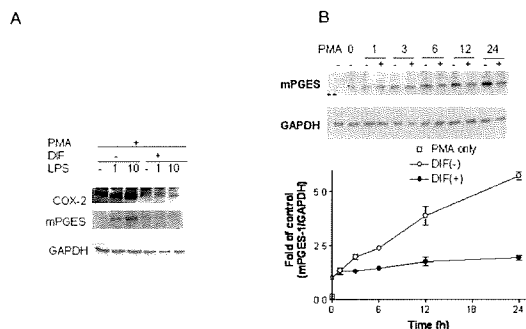 A
B
PMA 0 1 3 6 12 24
- - + - + - + - + - +
mPGES
GAPDH
PMA +
DIF - +
LPS - 1 10 - 1 10
COX-2
mPGES
GAPDH
PMA only
DIF(-)
DIF(+)
Fold of control
(mPGES-1/GAPDH)
5.0
2.5
0.0
0 6 12 18 24
Time (h)